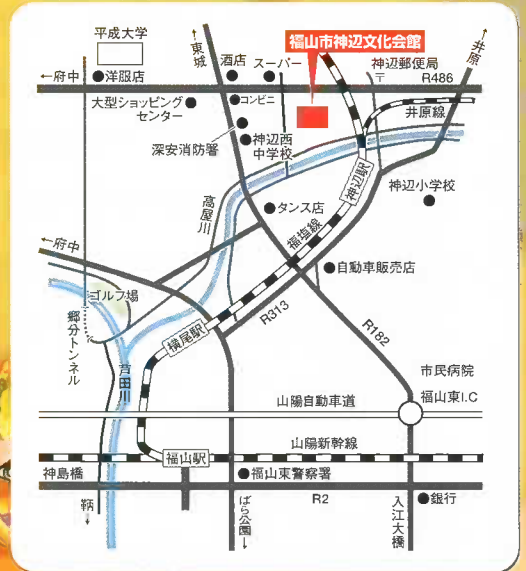 平成大学
←東城
酒店
スーパー
福山市神辺文化会館
神辺郵便局
〒
←井原
←府中
洋服店
R486
大型ショッピング
センター
コンビニ
井原線
深安消防署
神辺西
中学校
神辺駅
神辺小学校
高屋川
タンス店
福塩線
←府中
自動車販売店
ゴルフ場
郷分トンネル
横尾駅
R313
R182
芦田川
市民病院
福山東I.C
山陽自動車道
山陽新幹線
神島橋
福山駅
福山東警察署
鞆→
ばら公園→
R2
入江大橋
銀行